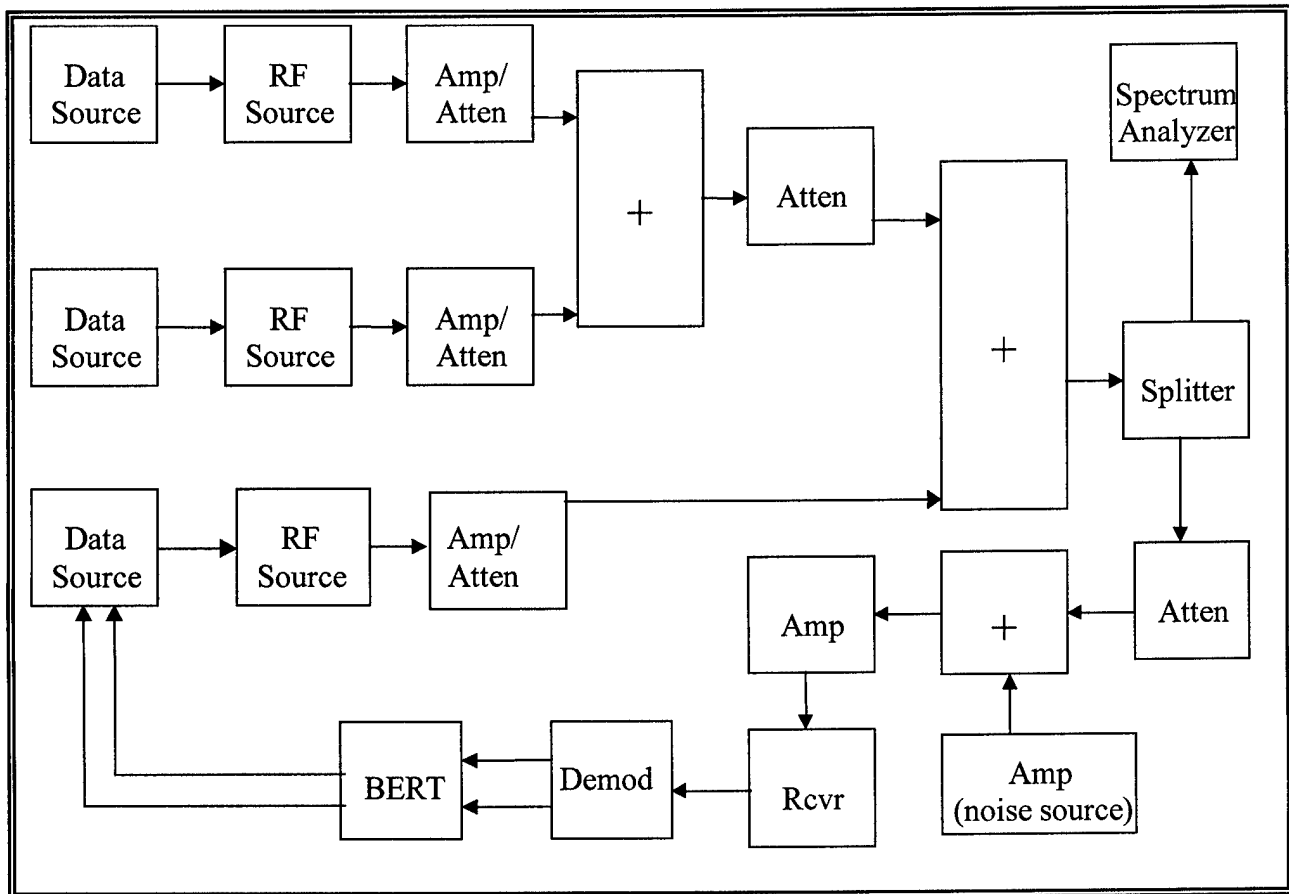 Data
Source
RF
Source
Amp/
Atten
Spectrum
Analyzer
+
Atten
Data
Source
RF
Source
Amp/
Atten
+
Splitter
Data
Source
RF
Source
Amp/
Atten
Amp
+
Atten
BERT
Demod
Rcvr
Amp
(noise source)